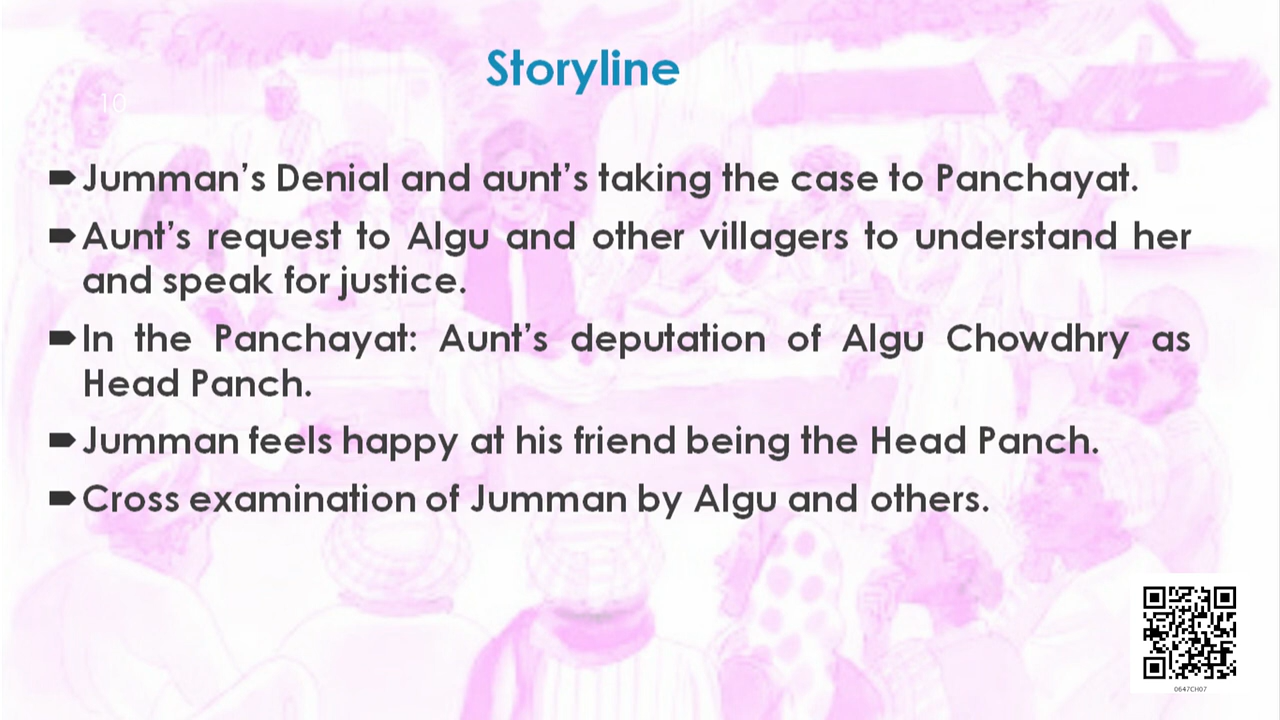 Storyline
10
Jumman’s Denial and aunt’s taking the case to Panchayat.
Aunt’s request to Algu and other villagers to understand her
and speak for justice.
In the Panchayat: Aunt’s deputation of Algu Chowdhry as
Head Panch.
Jumman feels happy at his friend being the Head Panch.
Cross examination of Jumman by Algu and others.
0647CH07